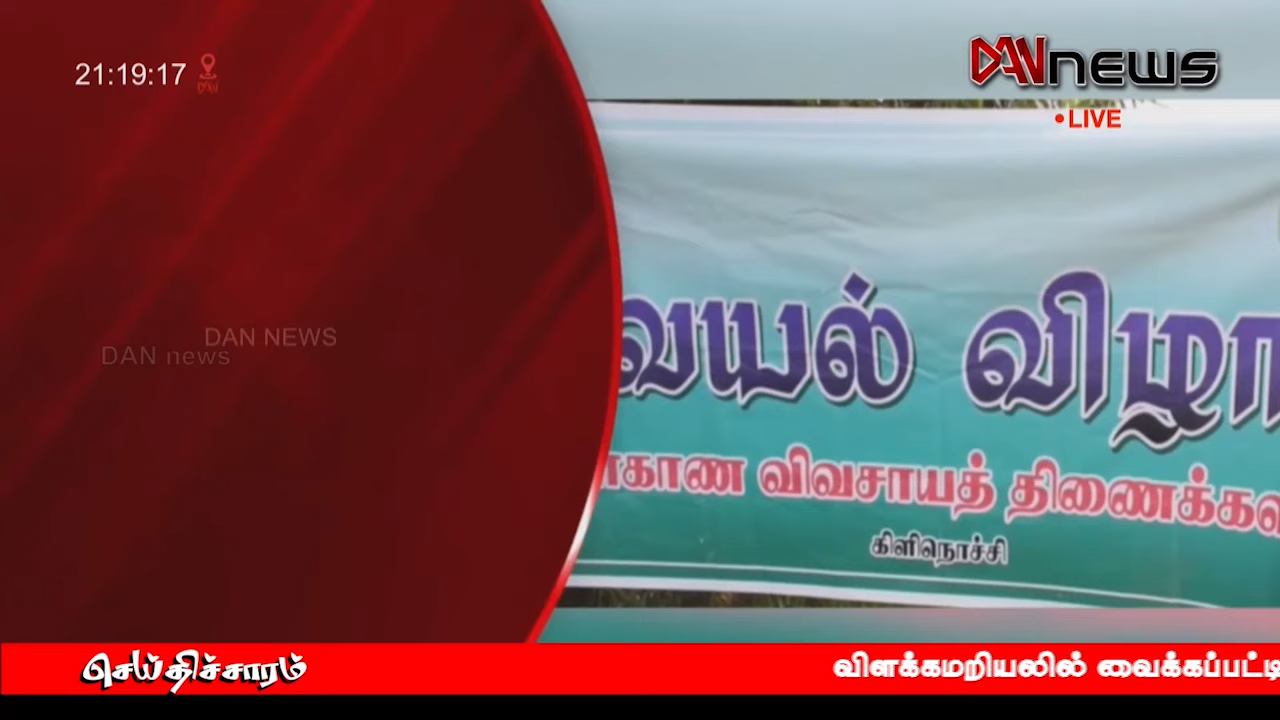 21:19:17
DAN news
LIVE
வயல் விழா
DAN NEWS
DAN news
விவசாயத் திணைக்க
கிளிநொச்சி
செய்திச்சாரம்
விளக்கமறியலில் வைக்கப்பட்டி